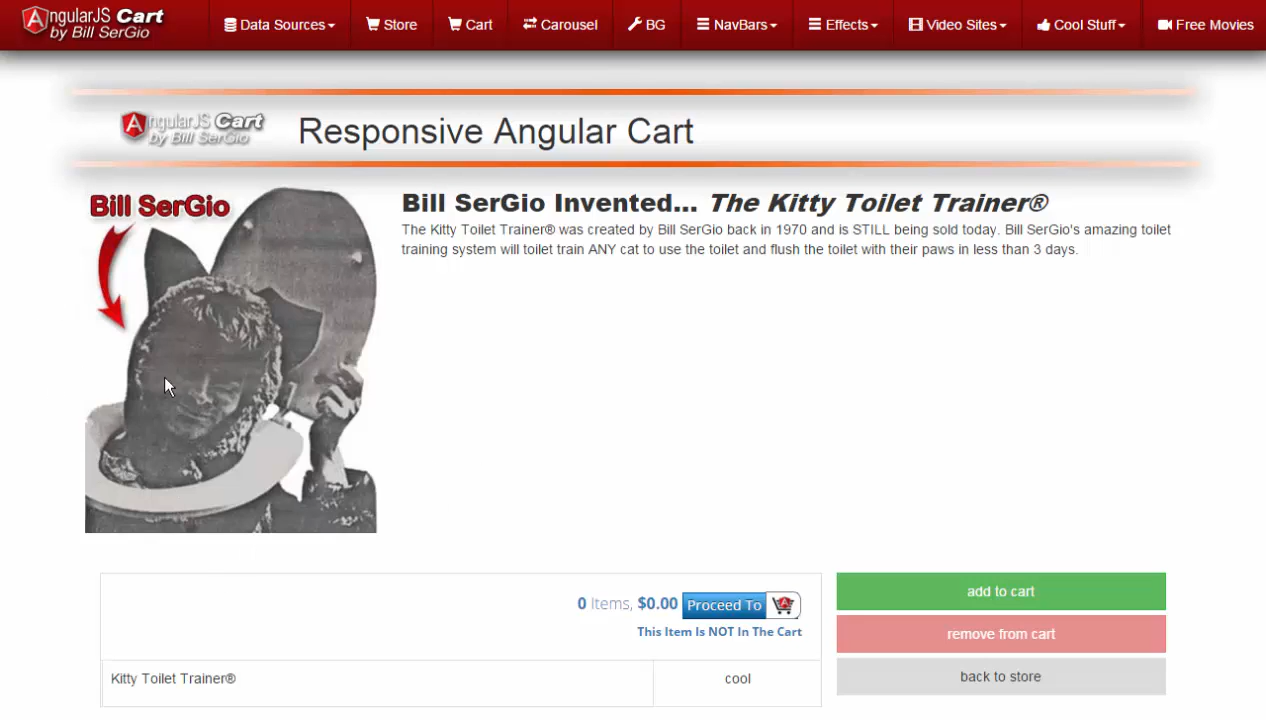 AngularJS Cart
by Bill SerGio
Data Sources
Store
Cart
Carousel
BG
NavBars
Effects
Video Sites
Cool Stuff
Free Movies
AngularJS Cart
by Bill SerGio
Responsive Angular Cart
Bill SerGio
Bill SerGio Invented... The Kitty Toilet Trainer®
The Kitty Toilet Trainer® was created by Bill SerGio back in 1970 and is STILL being sold today. Bill SerGio's amazing toilet
training system will toilet train ANY cat to use the toilet and flush the toilet with their paws in less than 3 days.
0 Items, $0.00 Proceed To
This Item Is NOT In The Cart
Kitty Toilet Trainer®
cool
add to cart
remove from cart
back to store